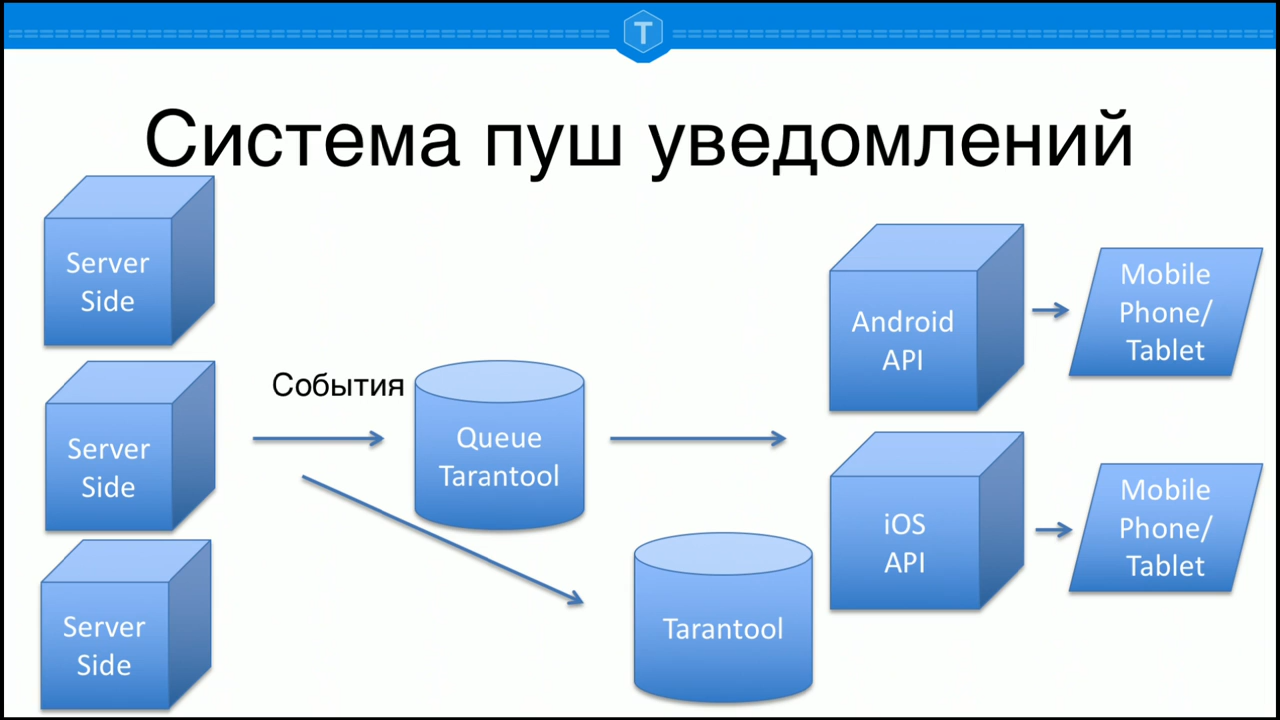 T
Система пуш уведомлений
Server
Side
Server
Side
Server
Side
События
Queue
Tarantool
Tarantool
Android
API
iOS
API
Mobile
Phone/
Tablet
Mobile
Phone/
Tablet